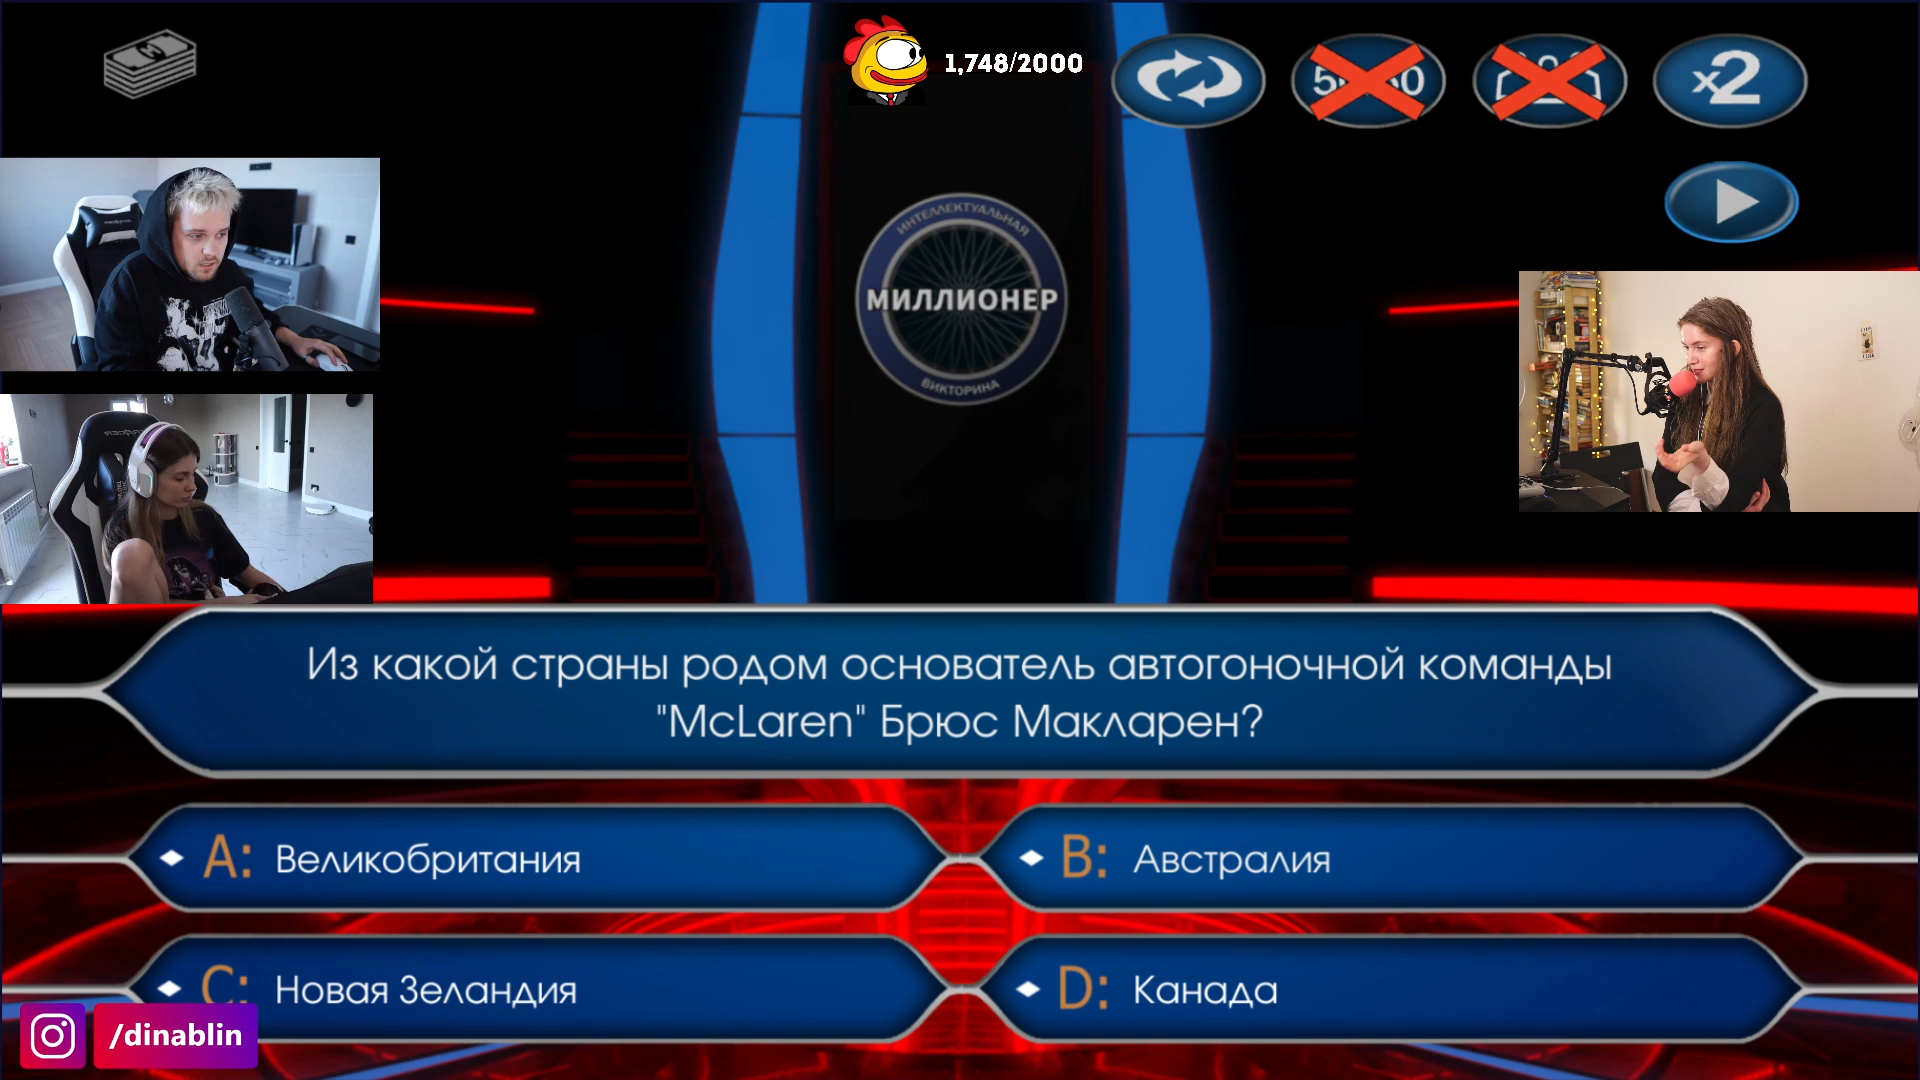 1,748/2000
x2
ИНТЕЛЛЕКТУАЛЬНАЯ
МИЛЛИОНЕР
ВИКТОРИНА
Из какой страны родом основатель автогоночной команды
"McLaren" Брюс Макларен?
A: Великобритания
B: Австралия
C: Новая Зеландия
D: Канада
/dinablin